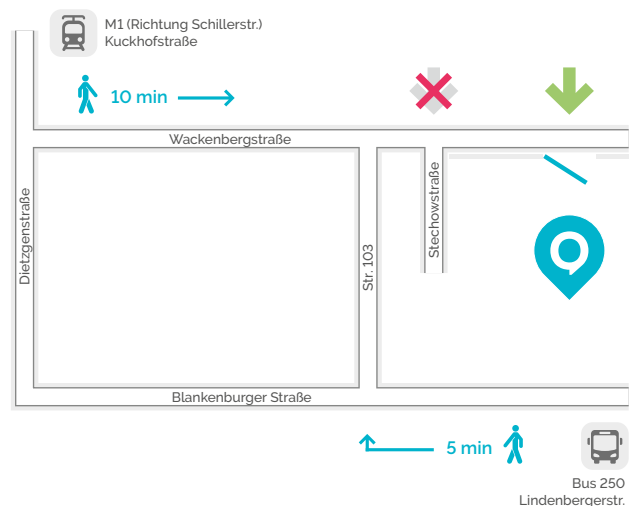 M1 (Richtung Schillerstr.)
Kuckhofstraße
10 min
Wackenbergstraße
Dietzgenstraße
Str. 103
Stechowstraße
Blankenburger Straße
5 min
Bus 250
Lindenbergerstr.